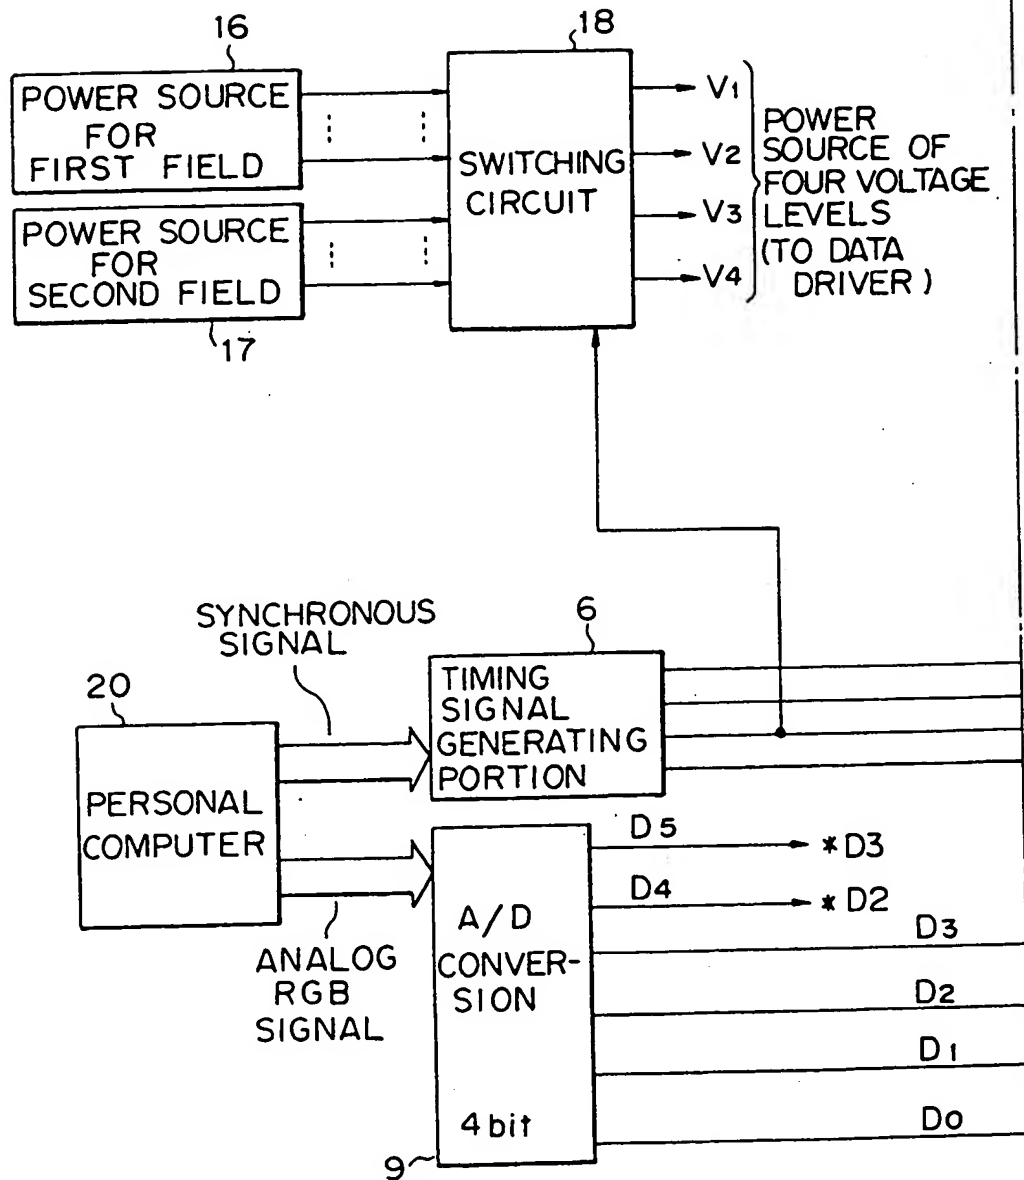 16
18
POWER SOURCE
FOR
FIRST FIELD
POWER SOURCE
FOR
SECOND FIELD
17
SWITCHING
CIRCUIT
V1
V2
V3
V4
POWER
SOURCE OF
FOUR VOLTAGE
LEVELS
(TO DATA
DRIVER)
SYNCHRONOUS
SIGNAL
6
TIMING
SIGNAL
GENERATING
PORTION
20
PERSONAL
COMPUTER
ANALOG
RGB
SIGNAL
A/D
CONVER-
SION
4 bit
9
D5
*D3
D4
*D2
D3
D2
D1
D0